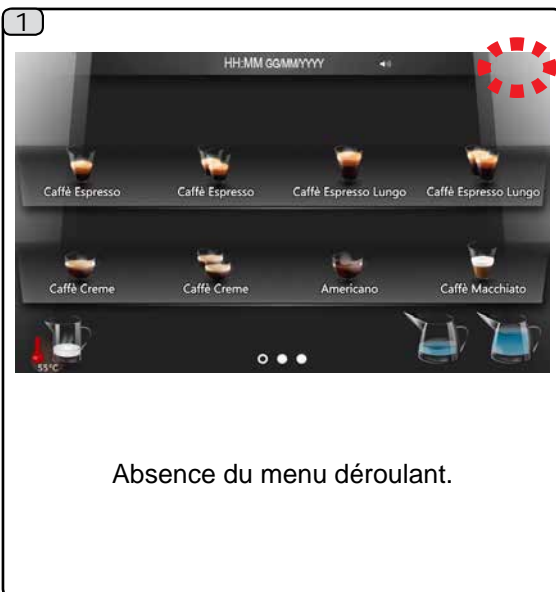 1
HH:MM GG/MM/YYYY
Caffè Espresso Caffè Espresso Caffè Espresso Lungo Caffè Espresso Lungo
Caffè Creme Caffè Creme Americano Caffè Macchiato
55°C
Absence du menu déroulant.